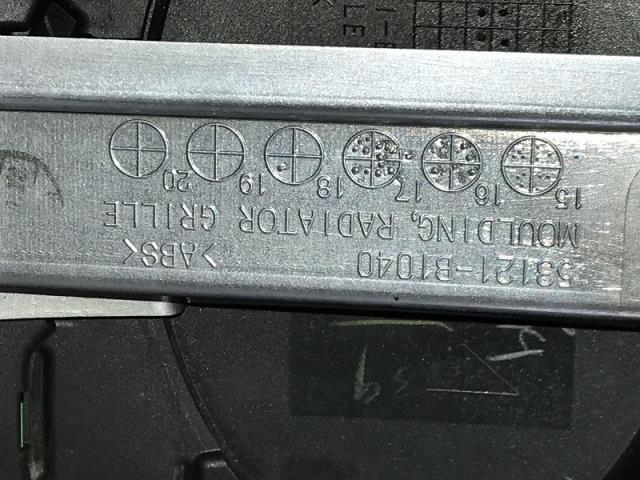 53121-B1040 >ABS<
MOULDING, RADIATOR GRILLE
15 16 17 18 19 20